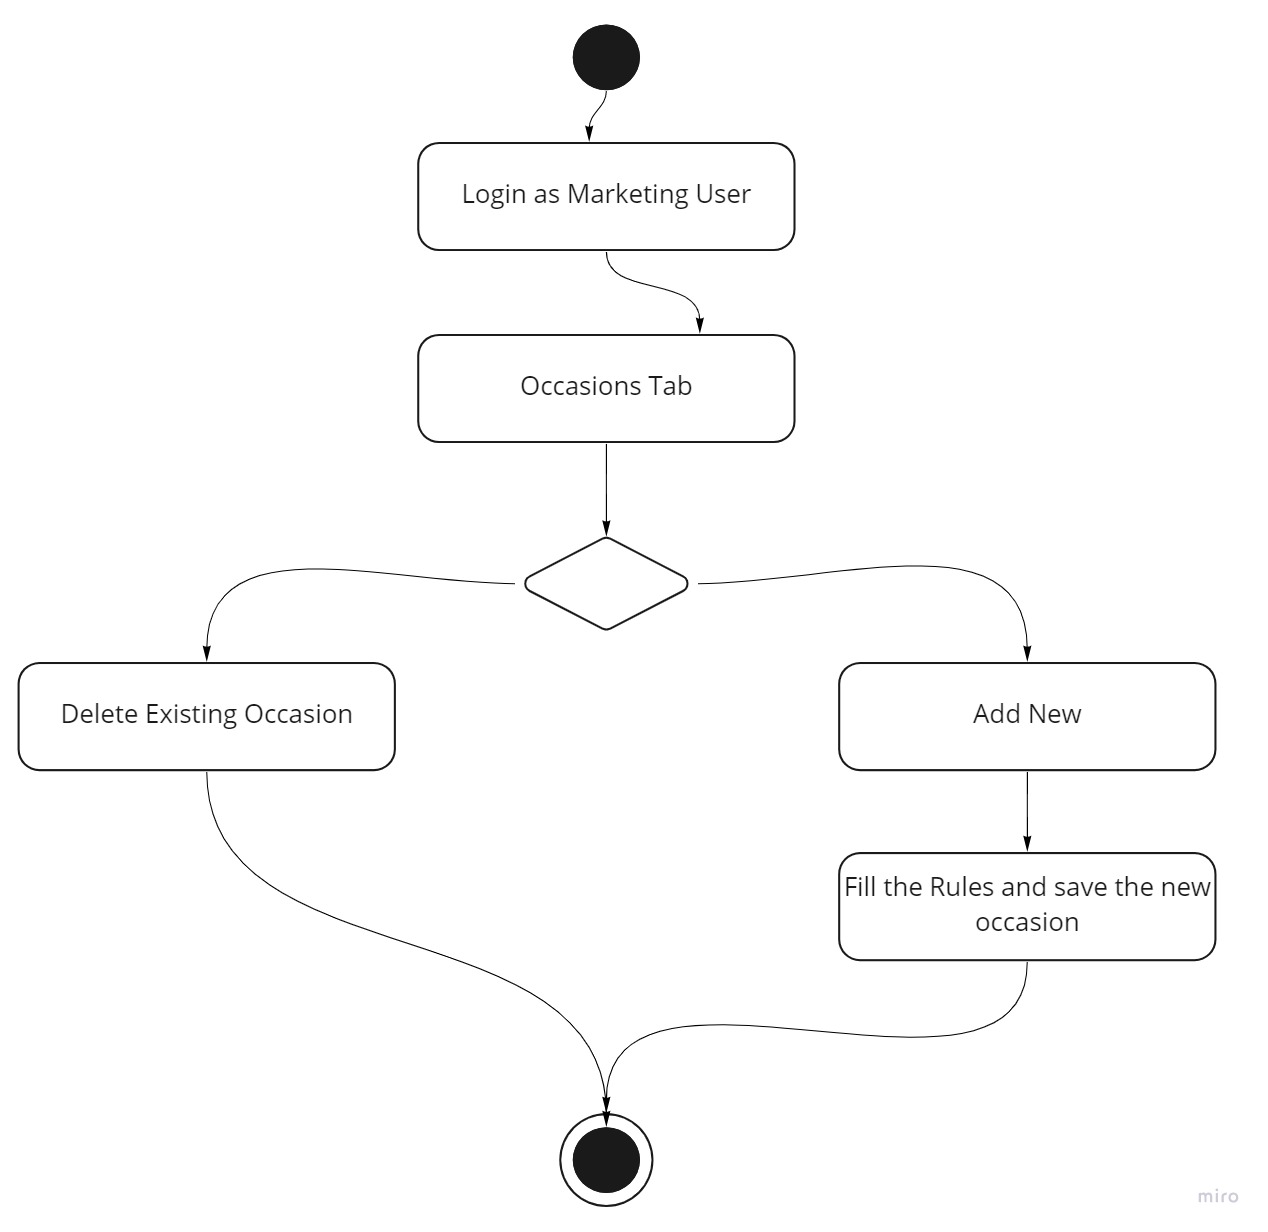 Login as Marketing User
Occasions Tab
Delete Existing Occasion
Add New
Fill the Rules and save the new
occasion
miro